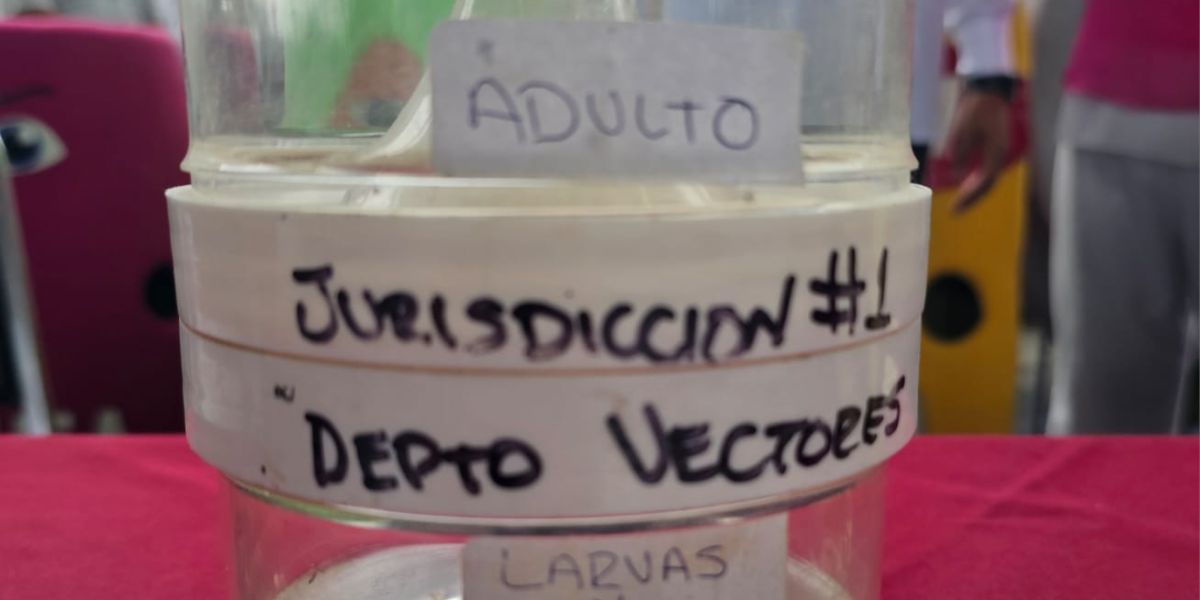 ADULTO
JURISDICCION #1
DEPTO VECTORES
LARVAS